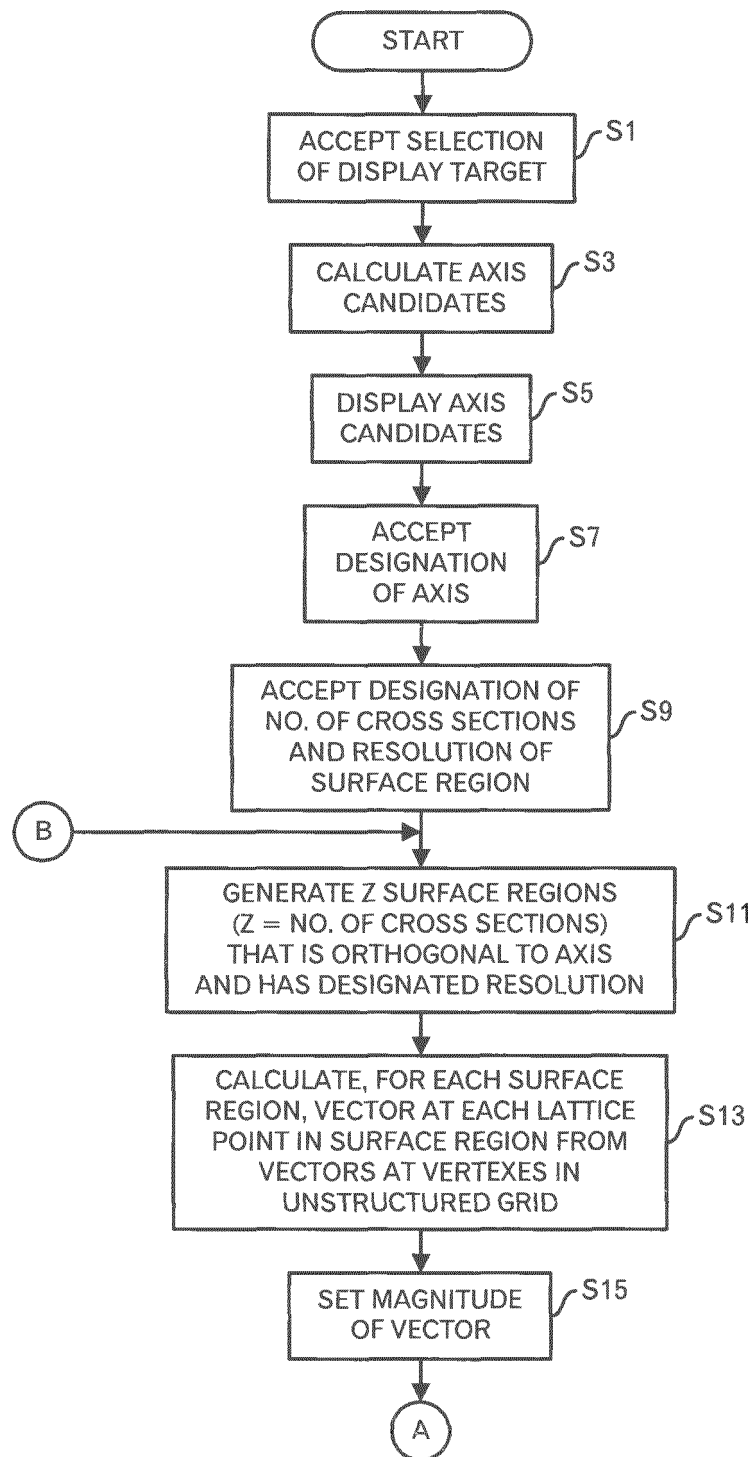 START
ACCEPT SELECTION
OF DISPLAY TARGET
S1
CALCULATE AXIS
CANDIDATES
S3
DISPLAY AXIS
CANDIDATES
S5
ACCEPT
DESIGNATION
OF AXIS
S7
ACCEPT DESIGNATION OF
NO. OF CROSS SECTIONS
AND RESOLUTION OF
SURFACE REGION
S9
B
GENERATE Z SURFACE REGIONS
(Z = NO. OF CROSS SECTIONS)
THAT IS ORTHOGONAL TO AXIS
AND HAS DESIGNATED RESOLUTION
S11
CALCULATE, FOR EACH SURFACE
REGION, VECTOR AT EACH LATTICE
POINT IN SURFACE REGION FROM
VECTORS AT VERTEXES IN
UNSTRUCTURED GRID
S13
SET MAGNITUDE
OF VECTOR
S15
A